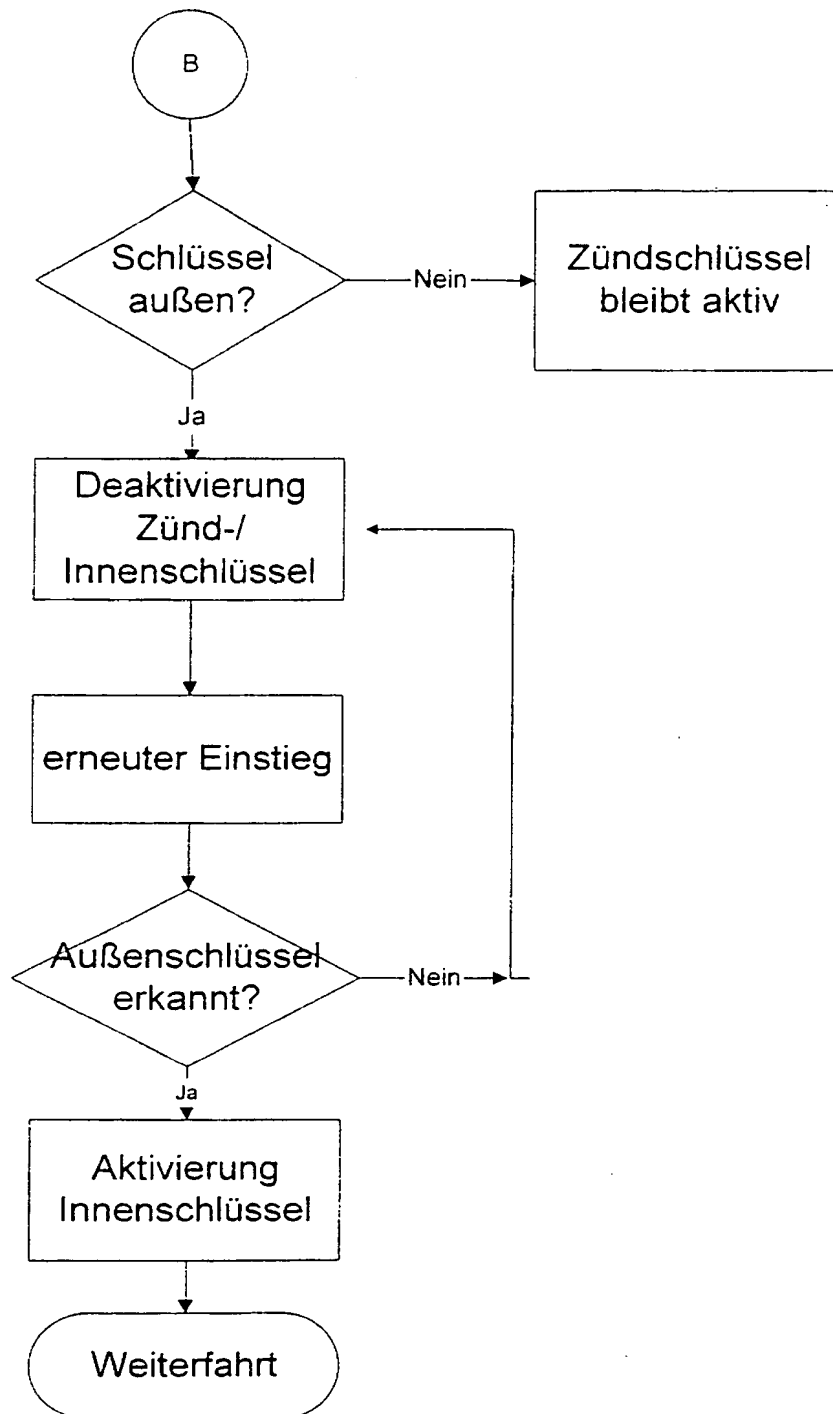 B
Schlüssel
außen?
Nein
Zündschlüssel
bleibt aktiv
Ja
Deaktivierung
Zünd-/
Innenschlüssel
erneuter Einstieg
Außenschlüssel
erkannt?
Nein
Ja
Aktivierung
Innenschlüssel
Weiterfahrt